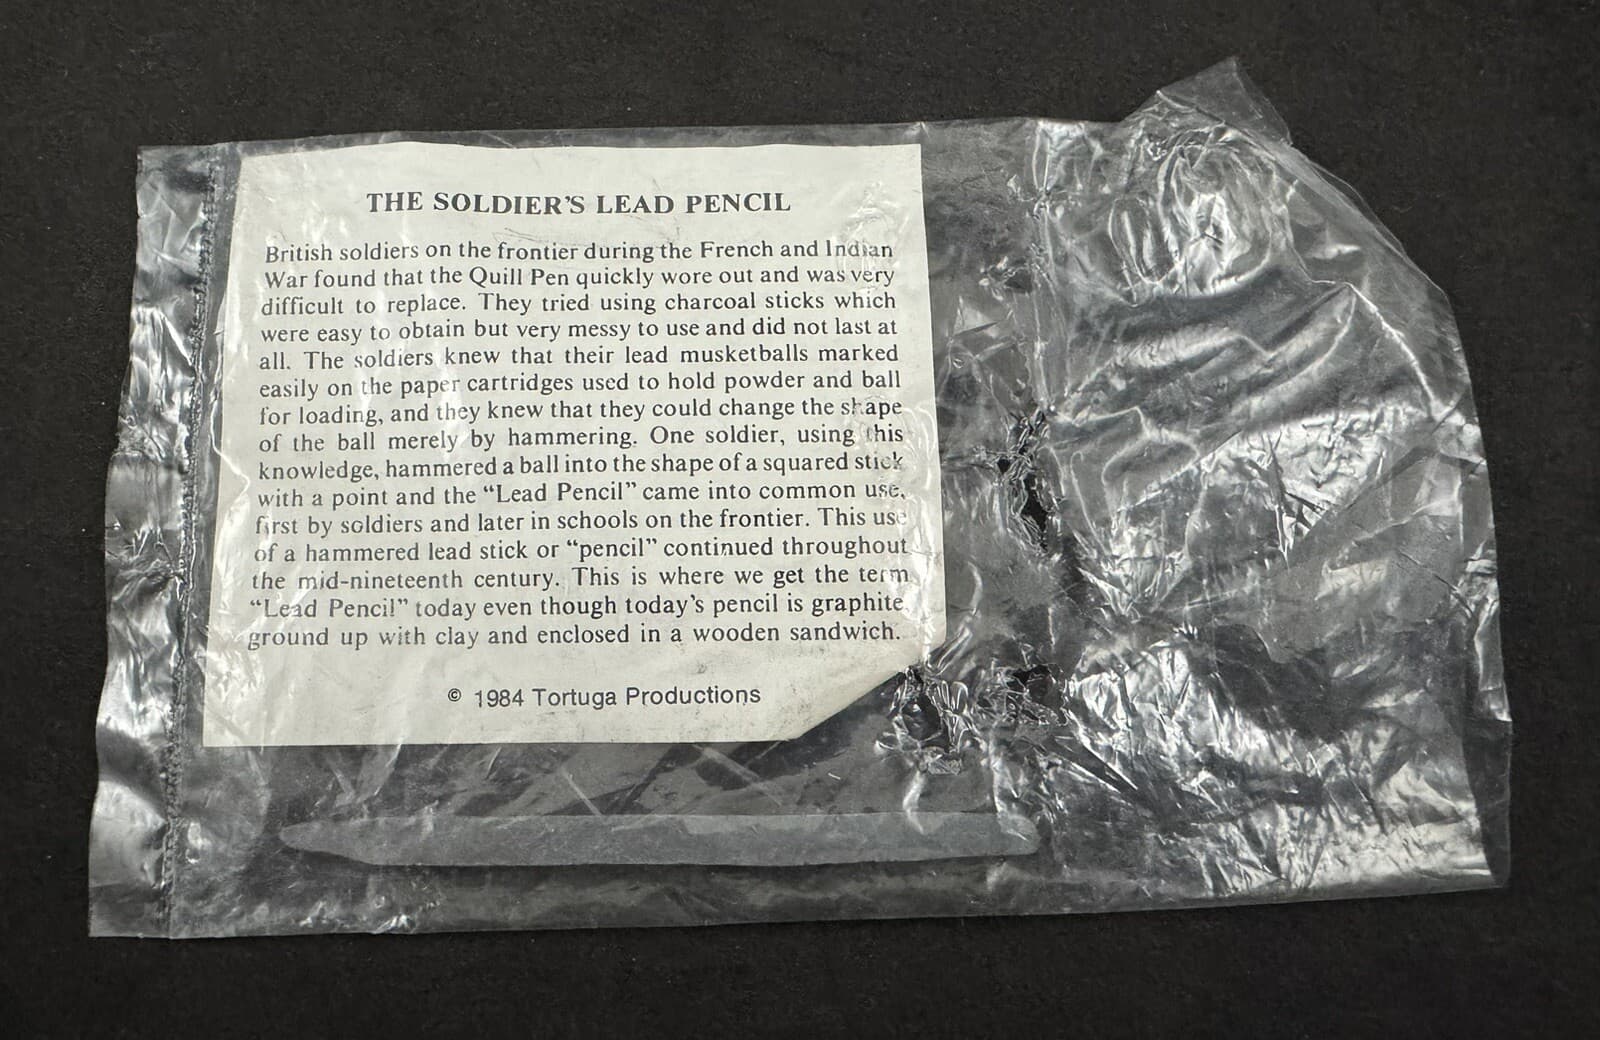 THE SOLDIER'S LEAD PENCIL
British soldiers on the frontier during the French and Indian
War found that the Quill Pen quickly wore out and was very
difficult to replace. They tried using charcoal sticks which
were easy to obtain but very messy to use and did not last at
all. The soldiers knew that their lead musketballs marked
easily on the paper cartridges used to hold powder and ball
for loading, and they knew that they could change the shape
of the ball merely by hammering. One soldier, using this
knowledge, hammered a ball into the shape of a squared stick
with a point and the “Lead Pencil” came into common use,
first by soldiers and later in schools on the frontier. This use
of a hammered lead stick or “pencil” continued throughout
the mid-nineteenth century. This is where we get the term
“Lead Pencil” today even though today's pencil is graphite
ground up with clay and enclosed in a wooden sandwich.
© 1984 Tortuga Productions